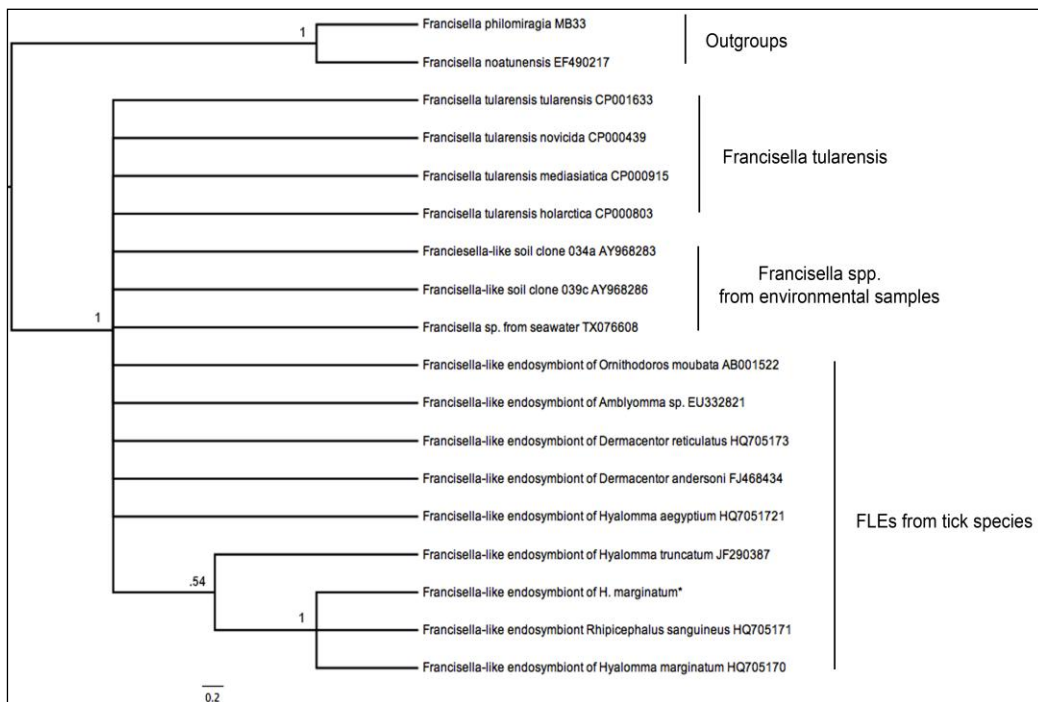 Francisella philomiragia MB33
1
Outgroups
Francisella noatunensis EF490217
Francisella tularensis tularensis CP001633
Francisella tularensis novicida CP000439
Francisella tularensis
Francisella tularensis mediasiatica CP000915
Francisella tularensis holarctica CP000803
Franciesella-like soil clone 034a AY968283
Francisella spp.
from environmental samples
Francisella-like soil clone 039c AY968286
1
Francisella sp. from seawater TX076608
Francisella-like endosymbiont of Ornithodoros moubata AB001522
Francisella-like endosymbiont of Amblyomma sp. EU332821
Francisella-like endosymbiont of Dermacentor reticulatus HQ705173
Francisella-like endosymbiont of Dermacentor andersoni FJ468434
Francisella-like endosymbiont of Hyalomma aegyptium HQ7051721
FLEs from tick species
Francisella-like endosymbiont of Hyalomma truncatum JF290387
.54
Francisella-like endosymbiont of H. marginatum*
1
Francisella-like endosymbiont Rhipicephalus sanguineus HQ705171
Francisella-like endosymbiont of Hyalomma marginatum HQ705170
0.2